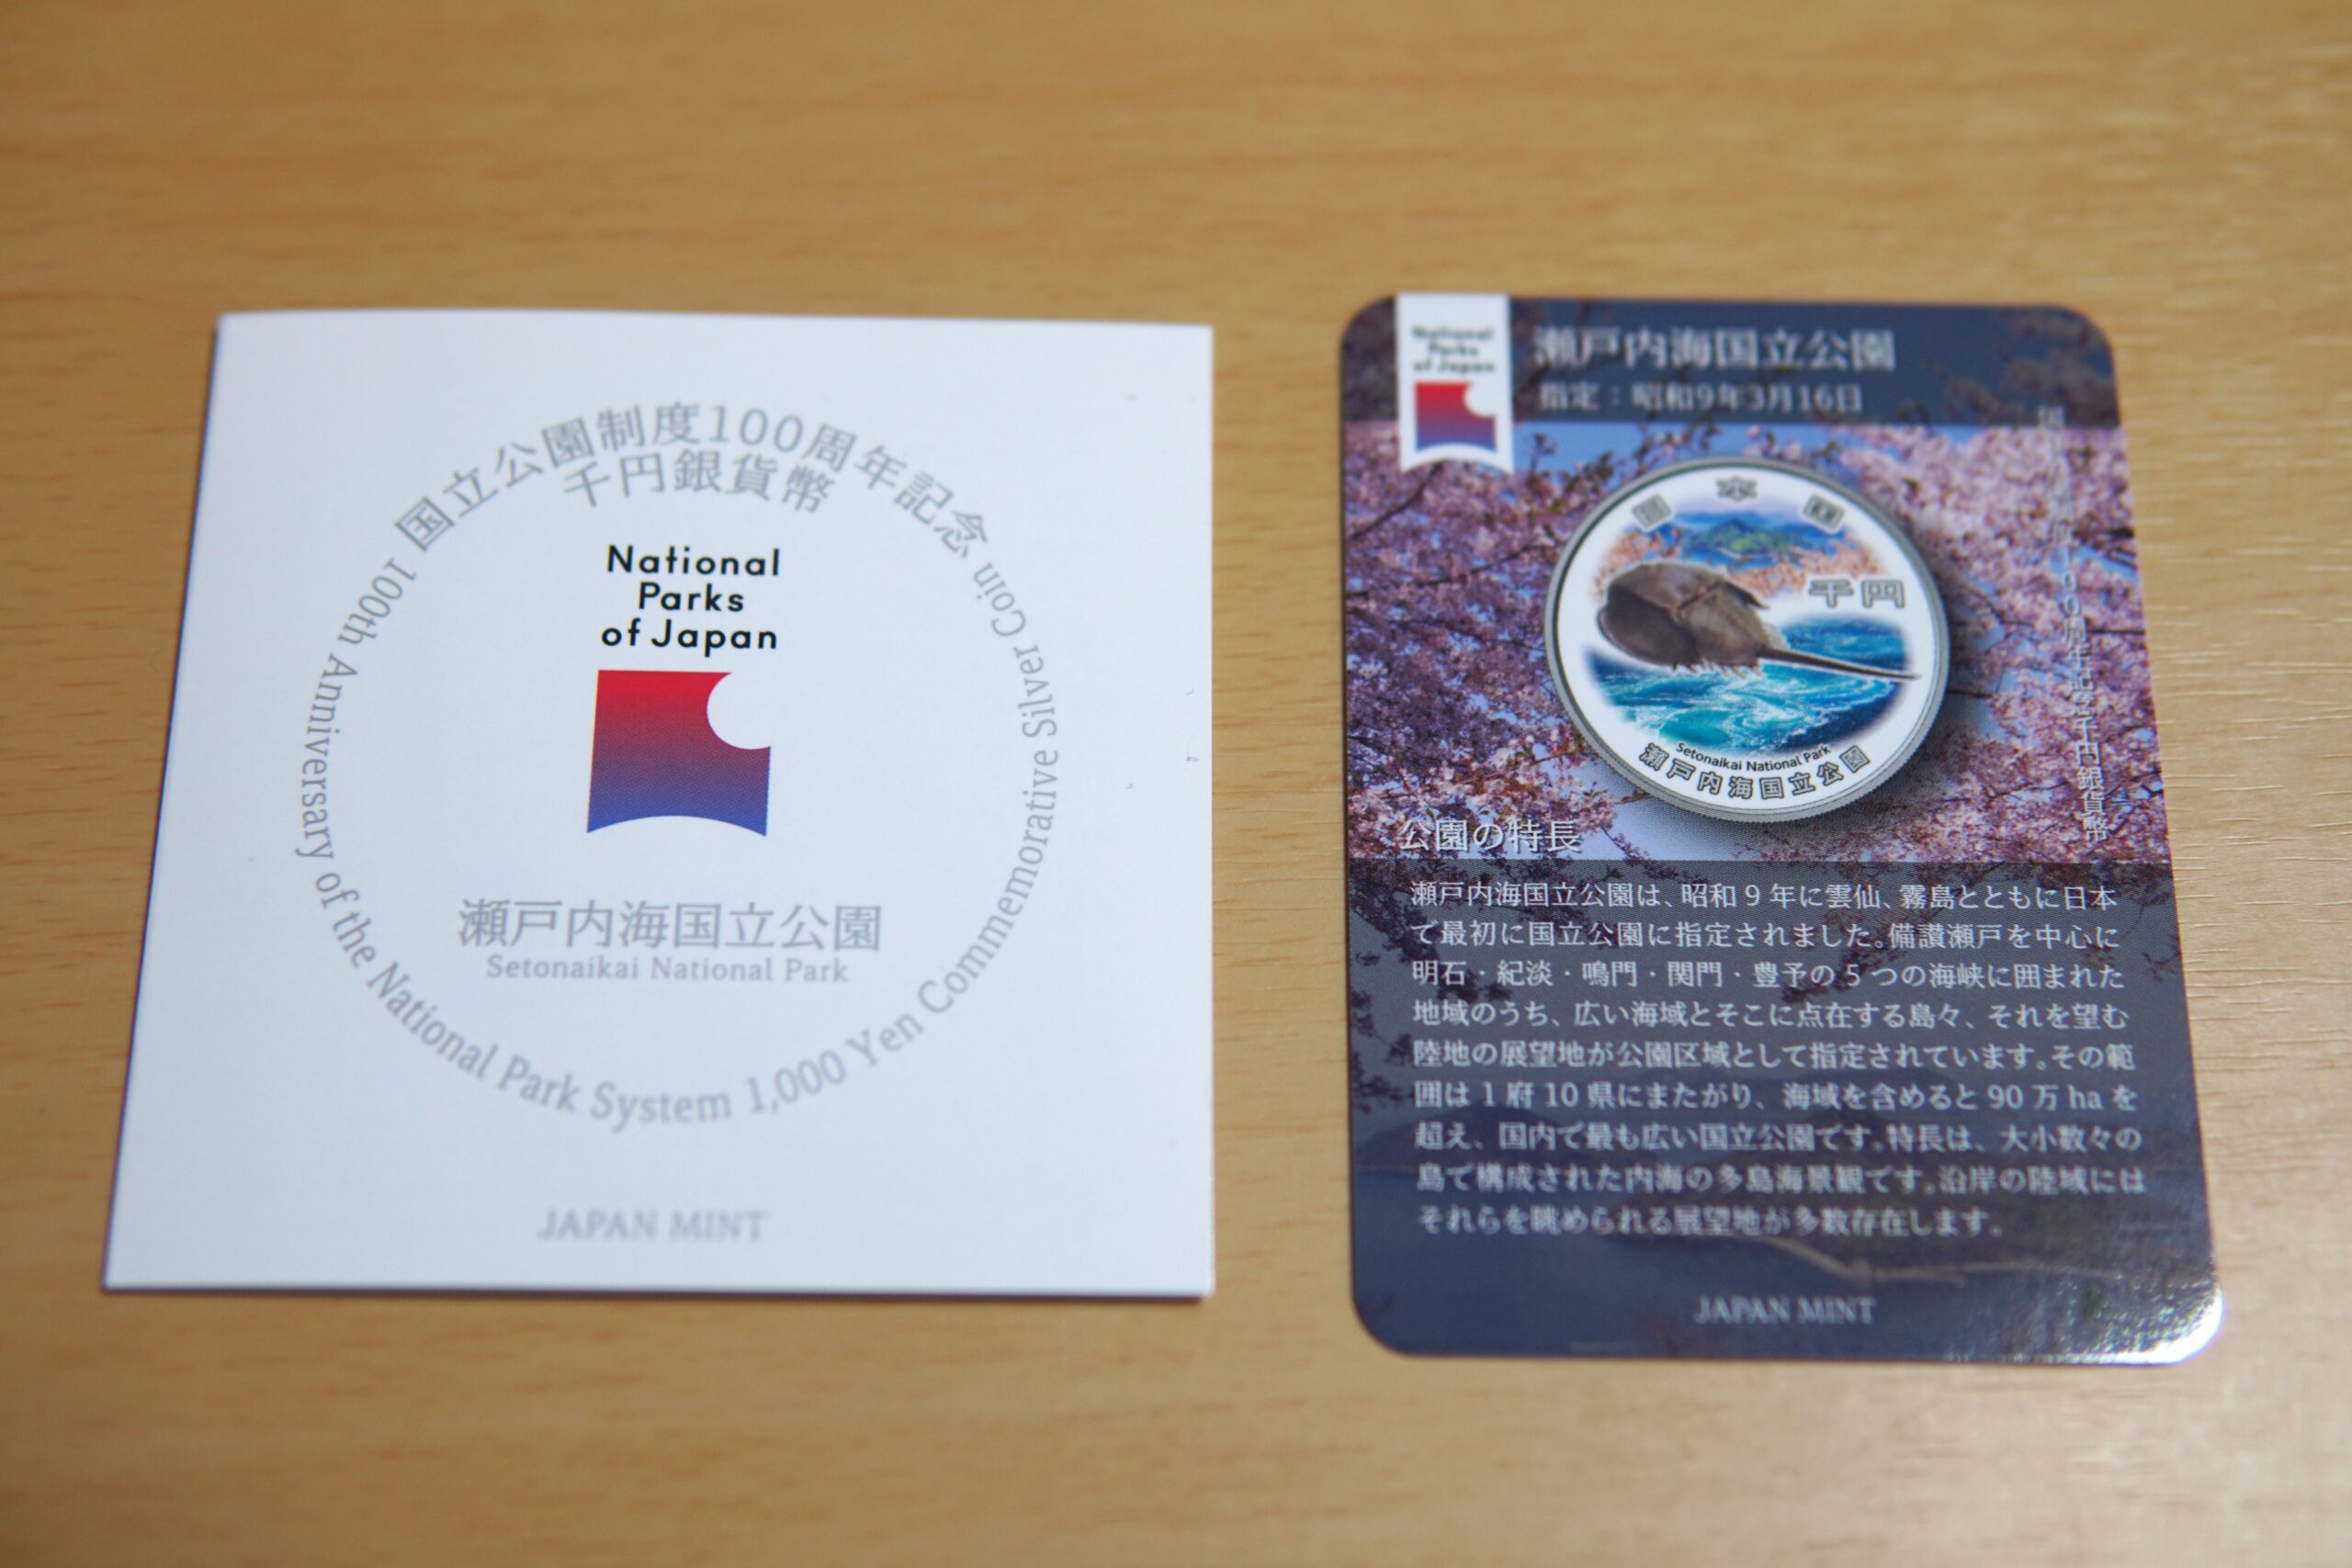 国立公園制度100周年記念
千円銀貨幣
100th Anniversary of the National Park System 1,000 Yen Commemorative Silver Coin
National
Parks
of Japan
瀬戸内海国立公園
Setonaikai National Park
JAPAN MINT
National
Parks
of Japan
瀬戸内海国立公園
指定：昭和9年3月16日
日本国
千円
Setonaikai National Park
瀬戸内海国立公園
周年記念千円銀貨幣
公園の特長
瀬戸内海国立公園は、昭和9年に雲仙、霧島とともに日本
で最初に国立公園に指定されました。備讃瀬戸を中心に
明石・紀淡・鳴門・関門・豊予の5つの海峡に囲まれた
地域のうち、広い海域とそこに点在する島々、それを望む
陸地の展望地が公園区域として指定されています。その範
囲は1府10県にまたがり、海域を含めると90万haを
超え、国内で最も広い国立公園です。特長は、大小数々の
島で構成された内海の多島海景観です。沿岸の陸域には
それらを眺められる展望地が多数存在します。
JAPAN MINT